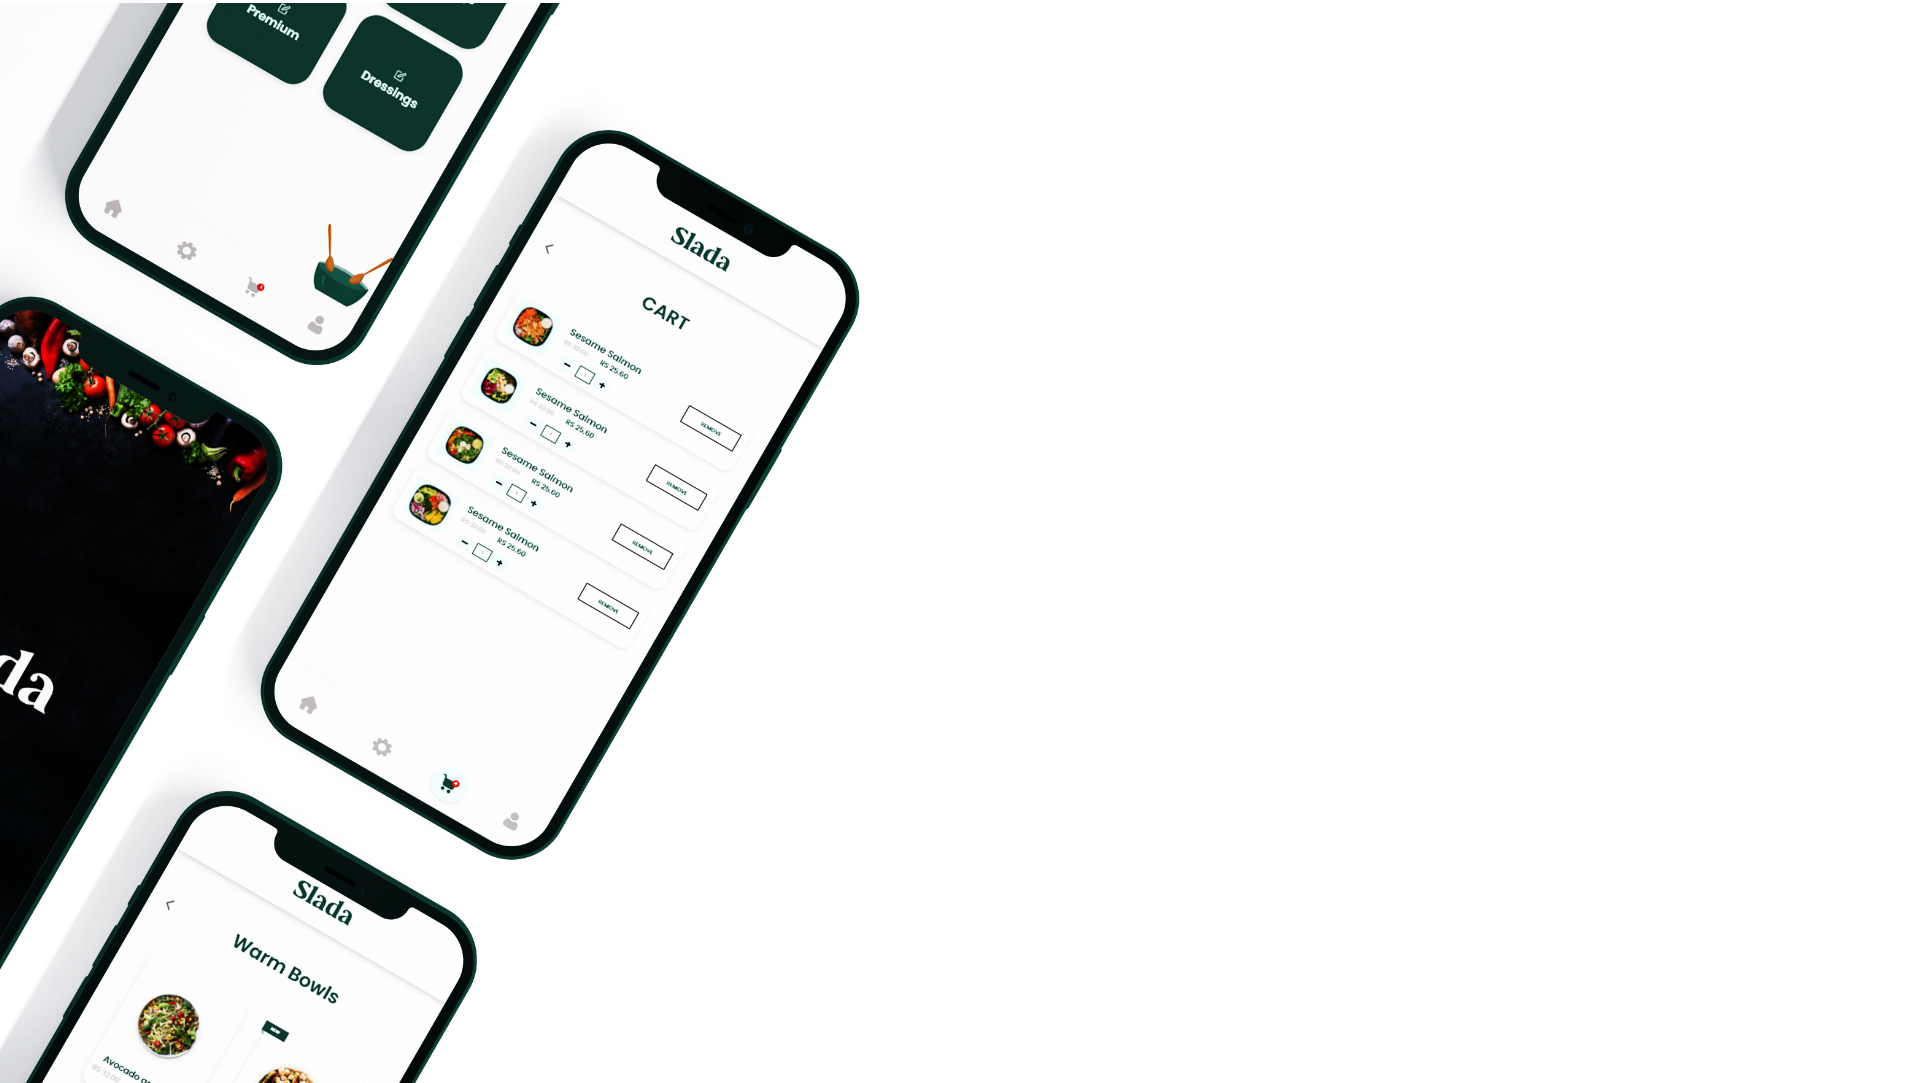 Premium
Dressings
Slada
CART
Sesame Salmon
RS 32.00 RS 25.60
REMOVE
Sesame Salmon
RS 32.00 RS 25.60
REMOVE
Sesame Salmon
RS 32.00 RS 25.60
REMOVE
Sesame Salmon
RS 32.00 RS 25.60
REMOVE
da
Slada
Warm Bowls
NEW
Avocado
RS 32.00